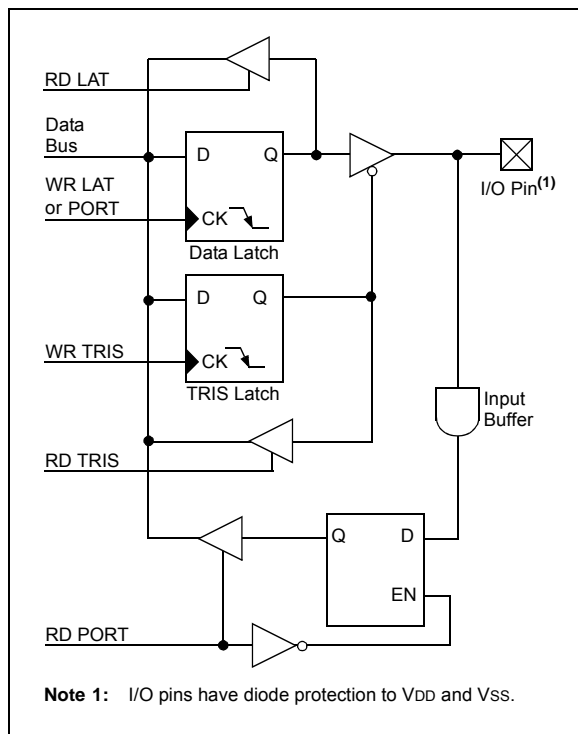 RD LAT
Data
Bus
D Q
WR LAT
or PORT
CK
Data Latch
I/O Pin(1)
D Q
WR TRIS
CK
TRIS Latch
Input
Buffer
RD TRIS
Q D
EN
RD PORT
Note 1: I/O pins have diode protection to VDD and VSS.